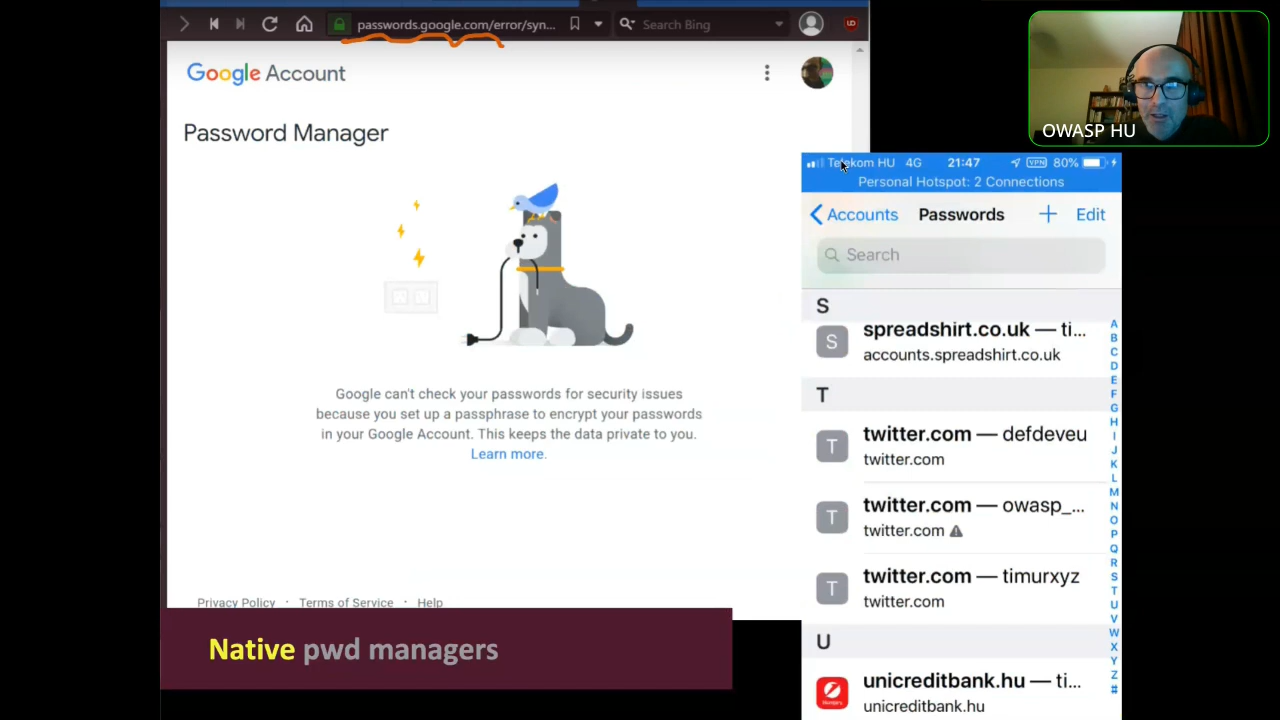 passwords.google.com/error/syn...
Search Bing
Google Account
Password Manager
Google can't check your passwords for security issues
because you set up a passphrase to encrypt your passwords
in your Google Account. This keeps the data private to you.
Learn more.
Privacy Policy · Terms of Service · Help
Native pwd managers
OWASP HU
Telekom HU 4G 21:47 VPN 80%
Personal Hotspot: 2 Connections
Accounts Passwords + Edit
Search
S
S
spreadshirt.co.uk — ti...
accounts.spreadshirt.co.uk
T
T
twitter.com — defdeveu
twitter.com
T
twitter.com — owasp_...
twitter.com
T
twitter.com — timurxyz
twitter.com
U
unicreditbank.hu — ti...
unicreditbank.hu
A
B
C
D
E
F
G
H
I
J
K
L
M
N
O
P
Q
R
S
T
U
V
W
X
Y
Z
#